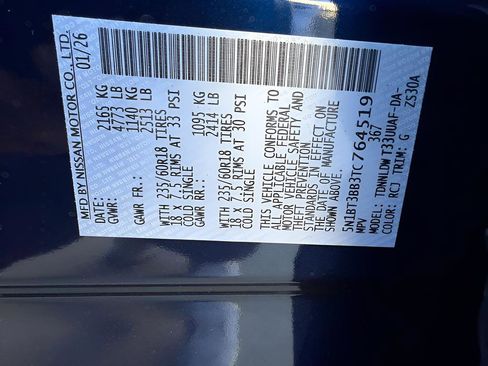 MFD BY NISSAN MOTOR CO., LTD.
DATE: 01/26
GVWR: 2165 KG
4773 LB
GAWR FR.: 1140 KG
2513 LB
WITH 235/60R18 TIRES
18 X 7.5 RIMS AT 33 PSI
COLD SINGLE
GAWR RR.: 1095 KG
2414 LB
WITH 235/60R18 TIRES
18 X 7.5 RIMS AT 30 PSI
COLD SINGLE
THIS VEHICLE CONFORMS TO
ALL APPLICABLE FEDERAL
MOTOR VEHICLE SAFETY AND
THEFT PREVENTION
STANDARDS IN EFFECT ON
THE DATE OF MANUFACTURE
SHOWN ABOVE.
5N1BT3BB3TC764519
MPV 367
MODEL: TDNNLDW T33UUAF-DA-
COLOR: RCJ TRIM: G ZS30A